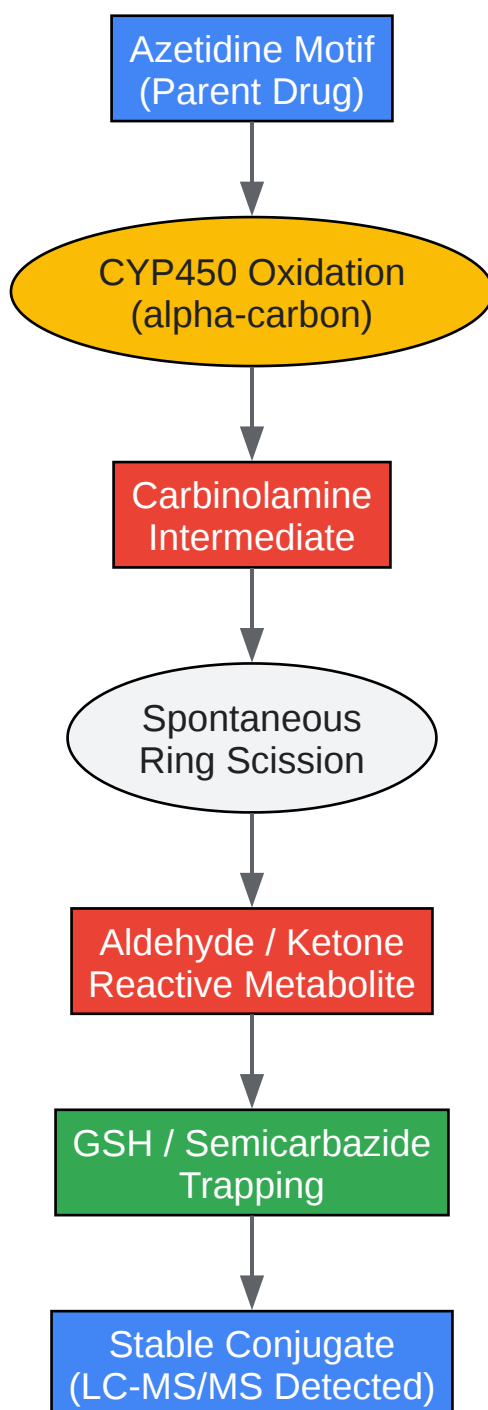 Azetidine Motif
(Parent Drug)
CYP450 Oxidation
(alpha-carbon)
Carbinolamine
Intermediate
Spontaneous
Ring Scission
Aldehyde / Ketone
Reactive Metabolite
GSH / Semicarbazide
Trapping
Stable Conjugate
(LC-MS/MS Detected)